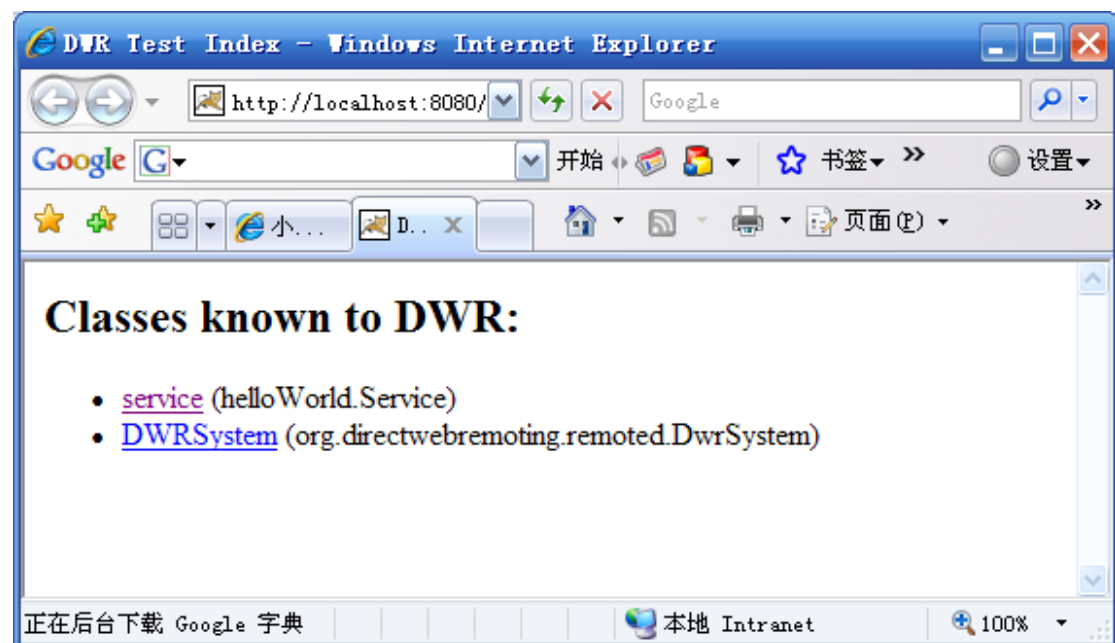 DWR Test Index - Windows Internet Explorer
http://localhost:8080/ Google
Google G 开始 书签 » 设置
小... D.. 页面(P) »
Classes known to DWR:
• service (helloWorld.Service)
• DWRSystem (org.directwebremoting.remoted.DwrSystem)
正在后台下载 Google 字典 本地 Intranet 100%